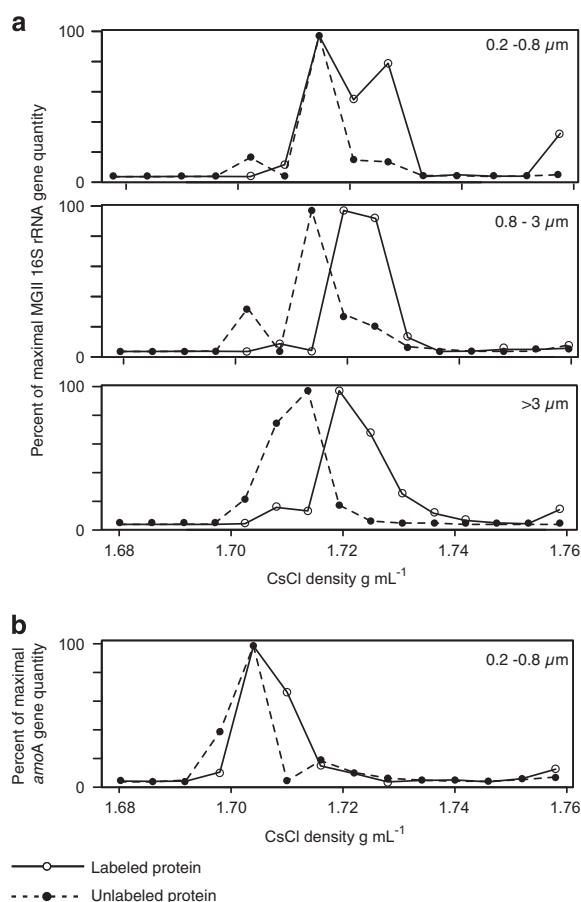 a
Percent of maximal MGII 16S rRNA gene quantity
100
0
0.2 -0.8 µm
100
0
0.8 - 3 µm
100
0
>3 µm
1.68 1.70 1.72 1.74 1.76
CsCl density g mL-1
b
Percent of maximal
amoA gene quantity
100
0
0.2 -0.8 µm
1.68 1.70 1.72 1.74 1.76
CsCl density g mL-1
Labeled protein
Unlabeled protein